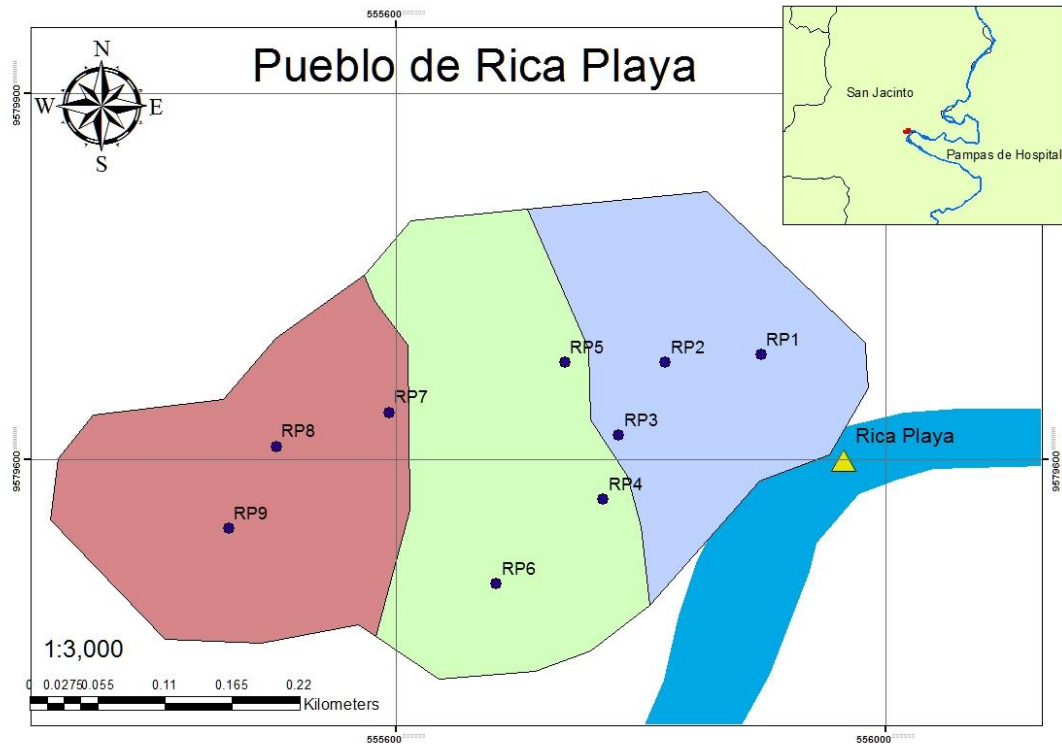 555600
Pueblo de Rica Playa
N
W E
S
9579900
San Jacinto
Pampas de Hospital
RP1
RP2
RP5
RP3
RP7
RP8
RP4
RP9
RP6
Rica Playa
9579600
9579600
1:3,000
0 0.0275 0.055 0.11 0.165 0.22
Kilometers
555600
556000